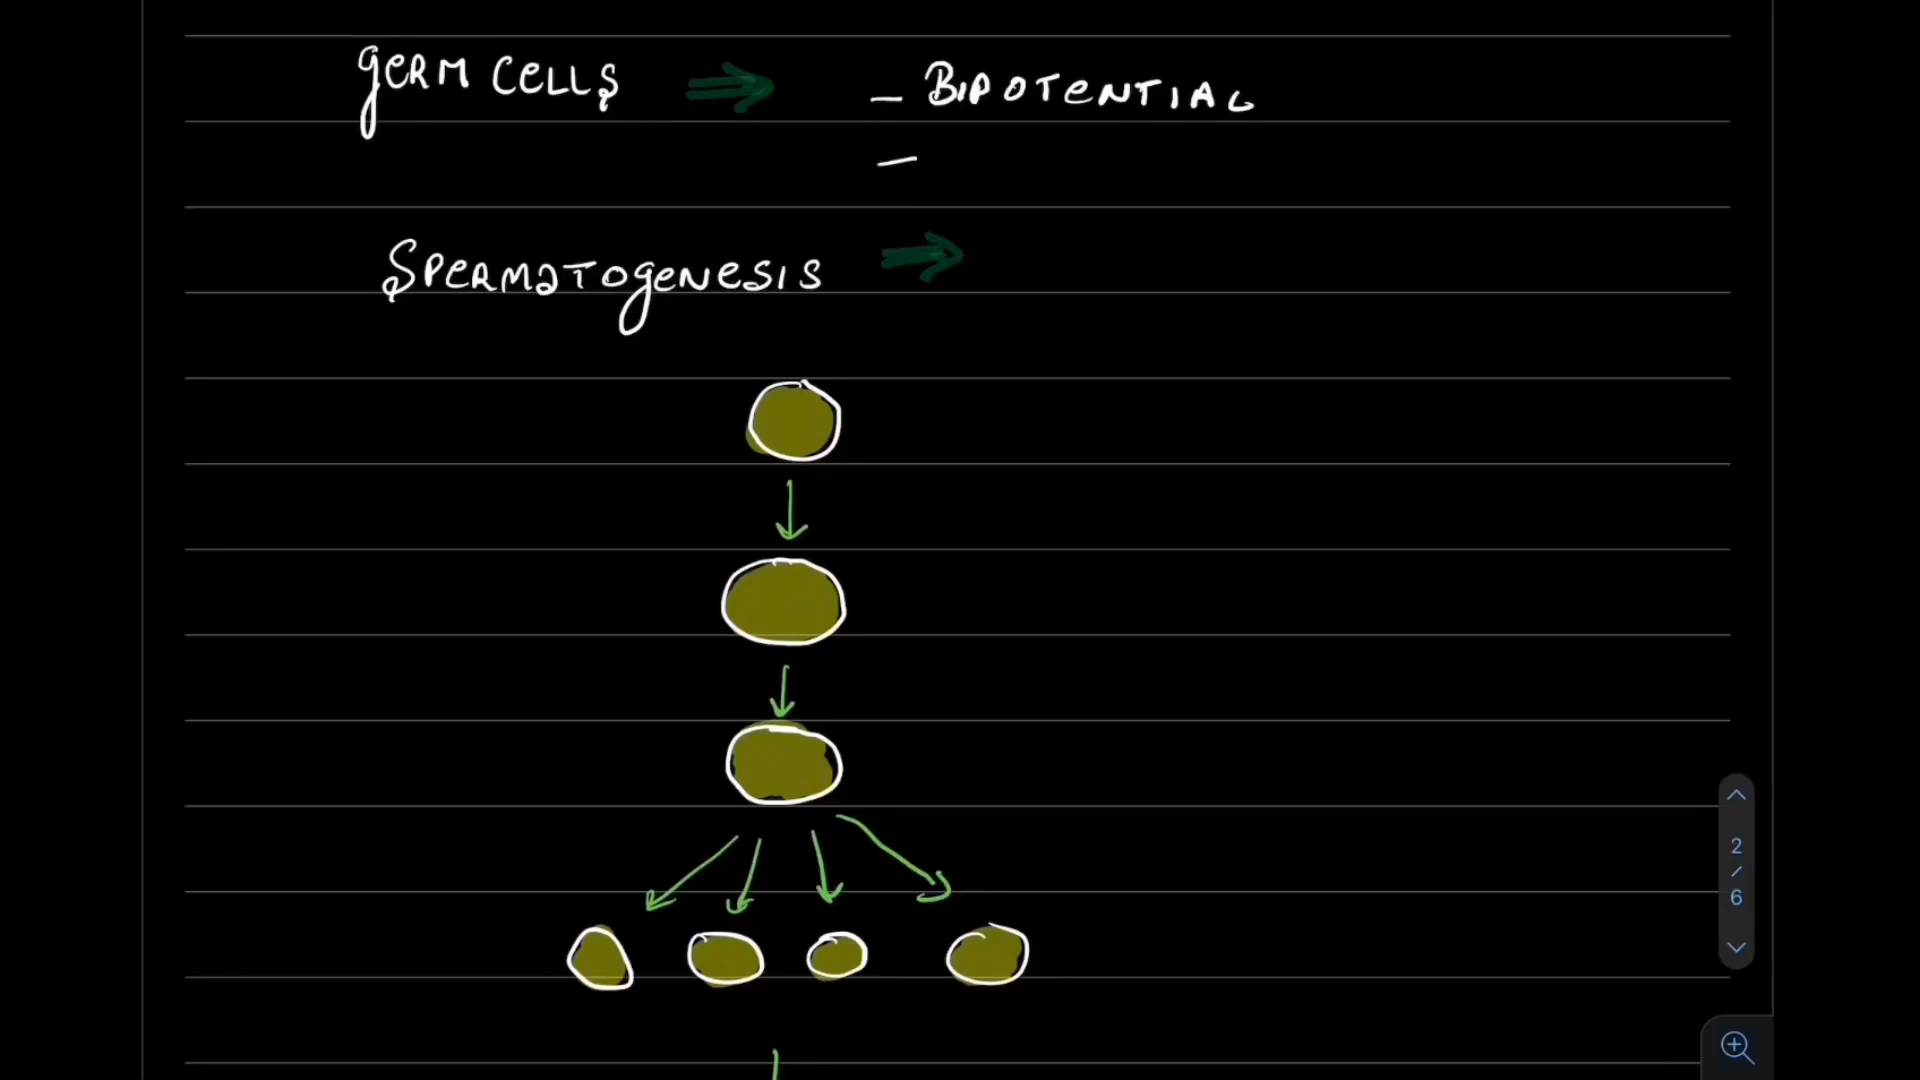 GERM CELLS ⇒ – BIPOTENTIAL
–
SPERMATOGENESIS ⇒
2
/
6